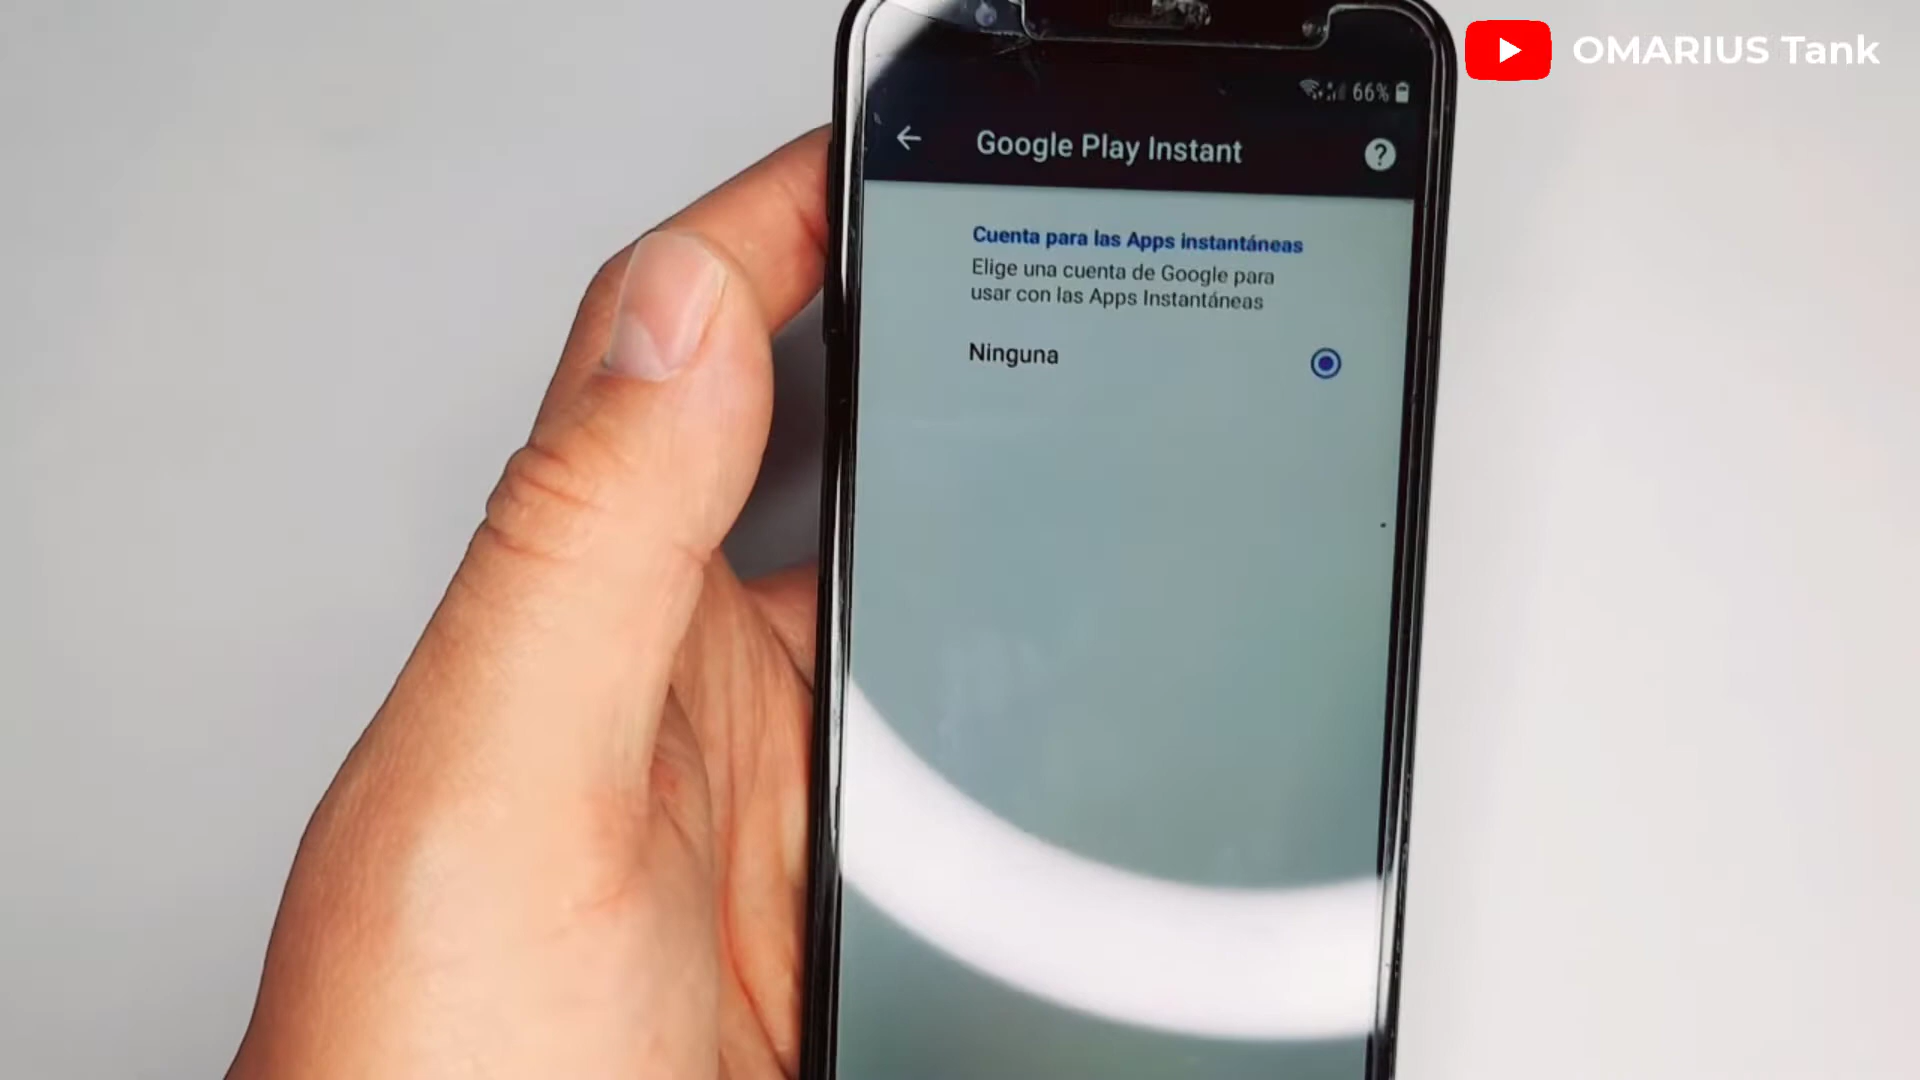 OMARIUS Tank
66%
Google Play Instant
?
Cuenta para las Apps instantáneas
Elige una cuenta de Google para
usar con las Apps Instantáneas
Ninguna